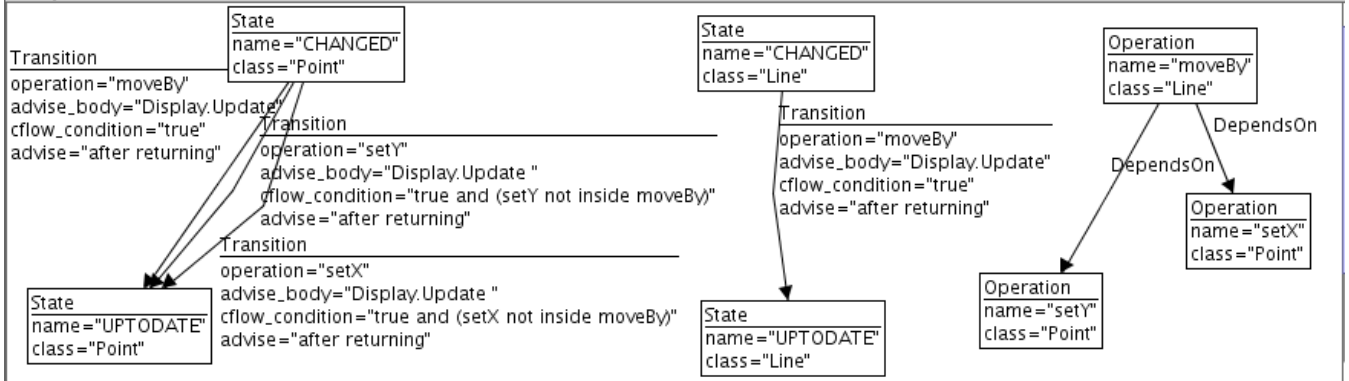 State
name="CHANGED"
class="Point"
Transition
operation="moveBy"
advise_body="Display.Update"
cflow_condition="true"
advise="after returning"
Transition
operation="setY"
advise_body="Display.Update "
cflow_condition="true and (setY not inside moveBy)"
advise="after returning"
Transition
operation="setX"
advise_body="Display.Update "
cflow_condition="true and (setX not inside moveBy)"
advise="after returning"
State
name="UPTODATE"
class="Point"
State
name="CHANGED"
class="Line"
Transition
operation="moveBy"
advise_body="Display.Update"
cflow_condition="true"
advise="after returning"
State
name="UPTODATE"
class="Line"
Operation
name="moveBy"
class="Line"
DependsOn
DependsOn
Operation
name="setX"
class="Point"
Operation
name="setY"
class="Point"